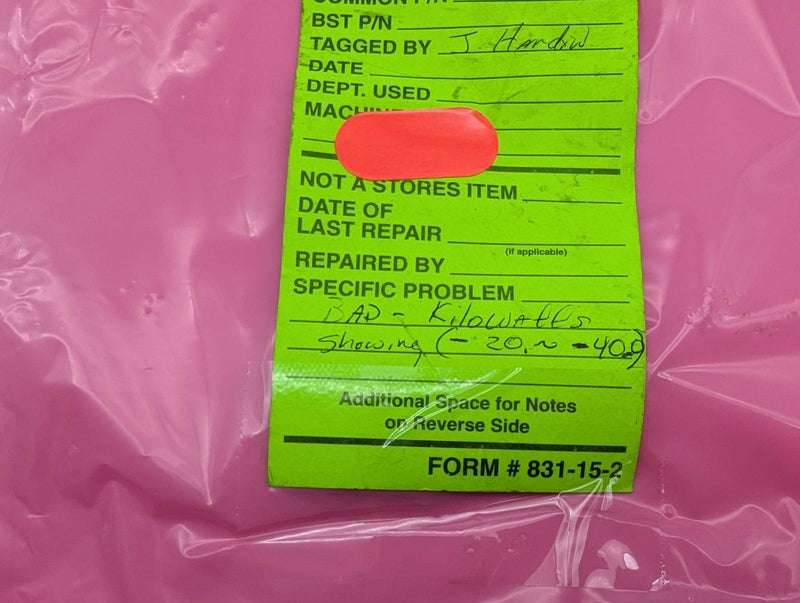 COMMON P/N
BST P/N
TAGGED BY J. Hardin
DATE
DEPT. USED
NOT A STORES ITEM
DATE OF
LAST REPAIR
(If applicable)
REPAIRED BY
SPECIFIC PROBLEM
BAD - Kilowatts
Showing (- 20. ~ -40.)
Additional Space for Notes
on Reverse Side
FORM # 831-15-2